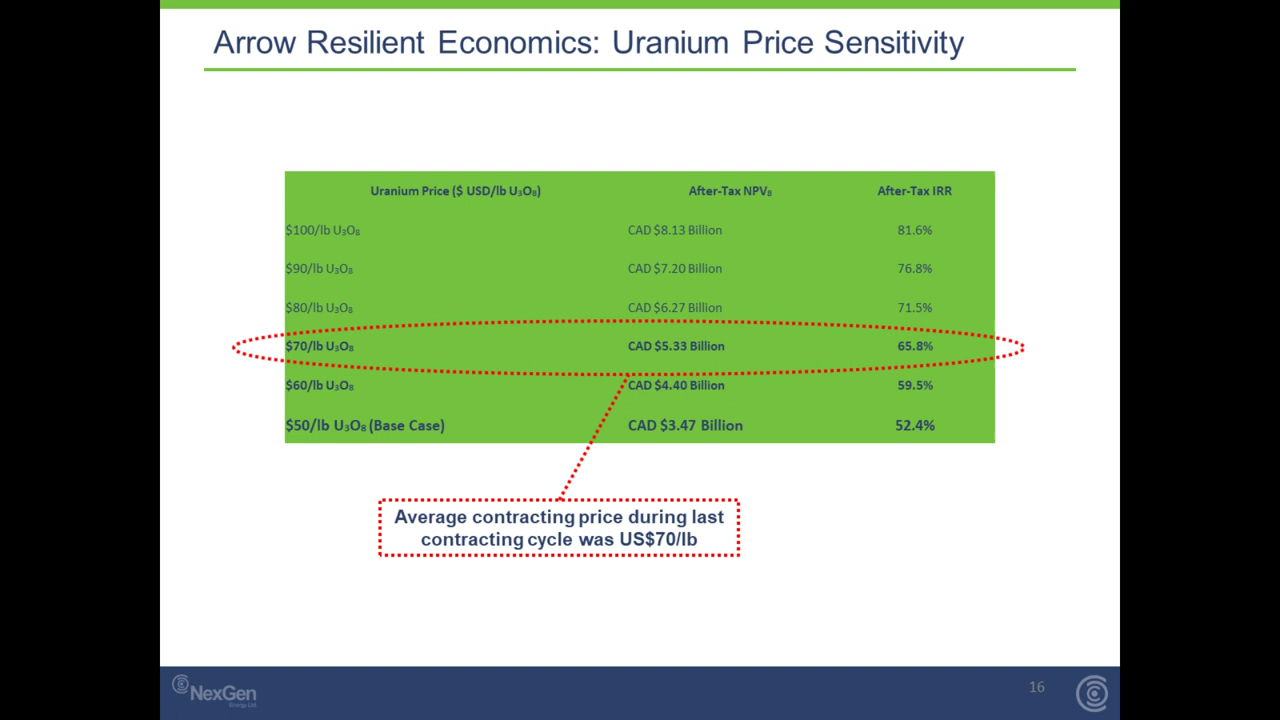 Arrow Resilient Economics: Uranium Price Sensitivity
Uranium Price ($ USD/lb U₃O₈) After-Tax NPV₈ After-Tax IRR
$100/lb U₃O₈ CAD $8.13 Billion 81.6%
$90/lb U₃O₈ CAD $7.20 Billion 76.8%
$80/lb U₃O₈ CAD $6.27 Billion 71.5%
$70/lb U₃O₈ CAD $5.33 Billion 65.8%
$60/lb U₃O₈ CAD $4.40 Billion 59.5%
$50/lb U₃O₈ (Base Case) CAD $3.47 Billion 52.4%
Average contracting price during last
contracting cycle was US$70/lb
NexGen
Energy Ltd
16